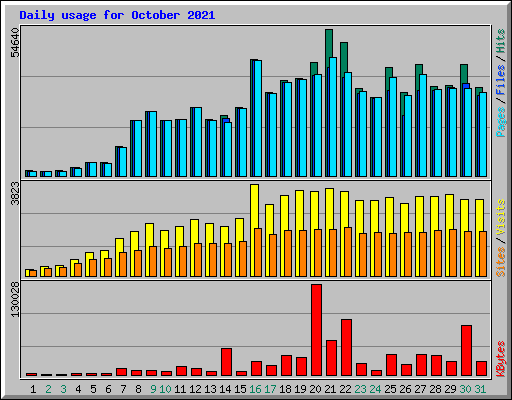 Daily usage for October 2021
54640
Pages / Files / Hits
3823
Sites / Visits
130028
KBytes
1 2 3 4 5 6 7 8 9 10 11 12 13 14 15 16 17 18 19 20 21 22 23 24 25 26 27 28 29 30 31